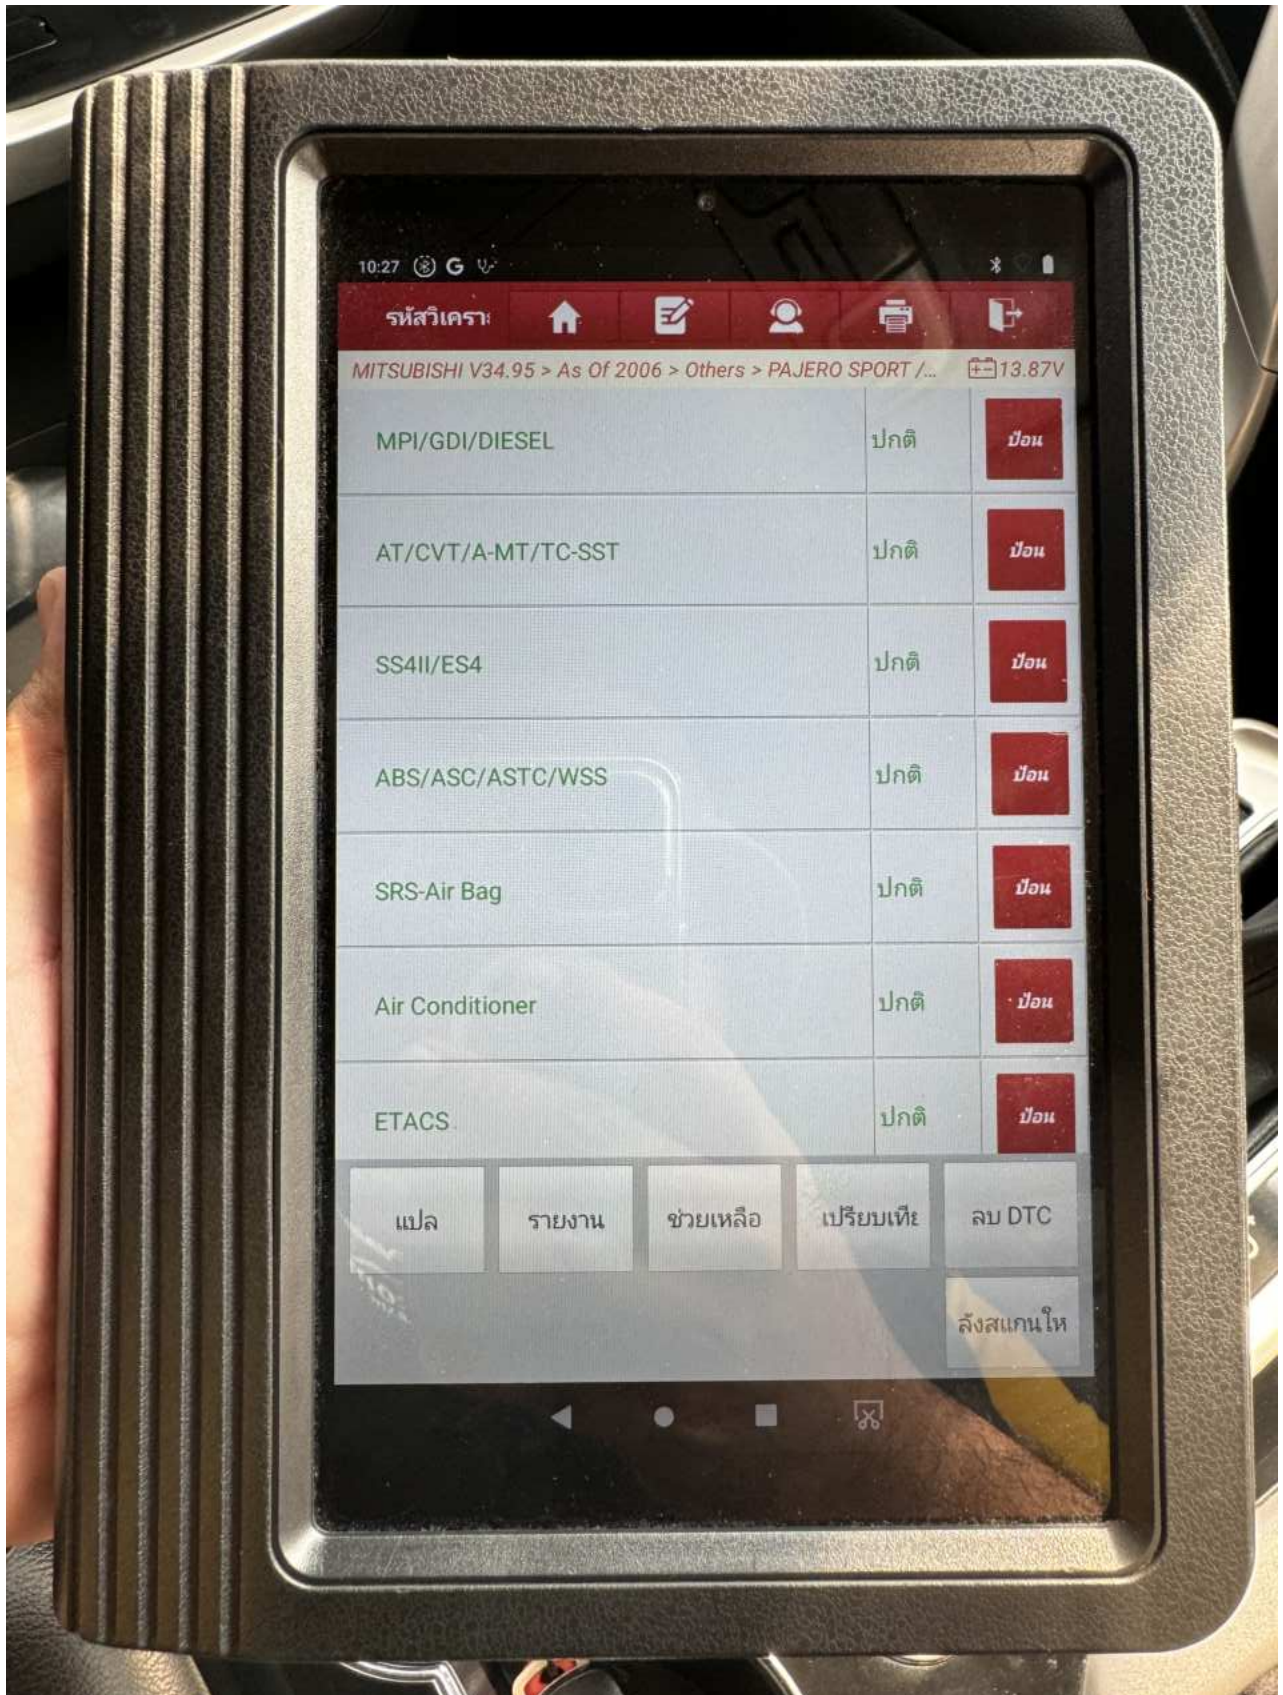 10:27 G
รหัสวิเครา
MITSUBISHI V34.95 > As Of 2006 > Others > PAJERO SPORT /... 13.87V
MPI/GDI/DIESEL ปกติ ป้อน
AT/CVT/A-MT/TC-SST ปกติ ป้อน
SS4II/ES4 ปกติ ป้อน
ABS/ASC/ASTC/WSS ปกติ ป้อน
SRS-Air Bag ปกติ ป้อน
Air Conditioner ปกติ ป้อน
ETACS ปกติ ป้อน
แปล รายงาน ช่วยเหลือ เปรียบเทีย ลบ DTC
ลังสแกนให